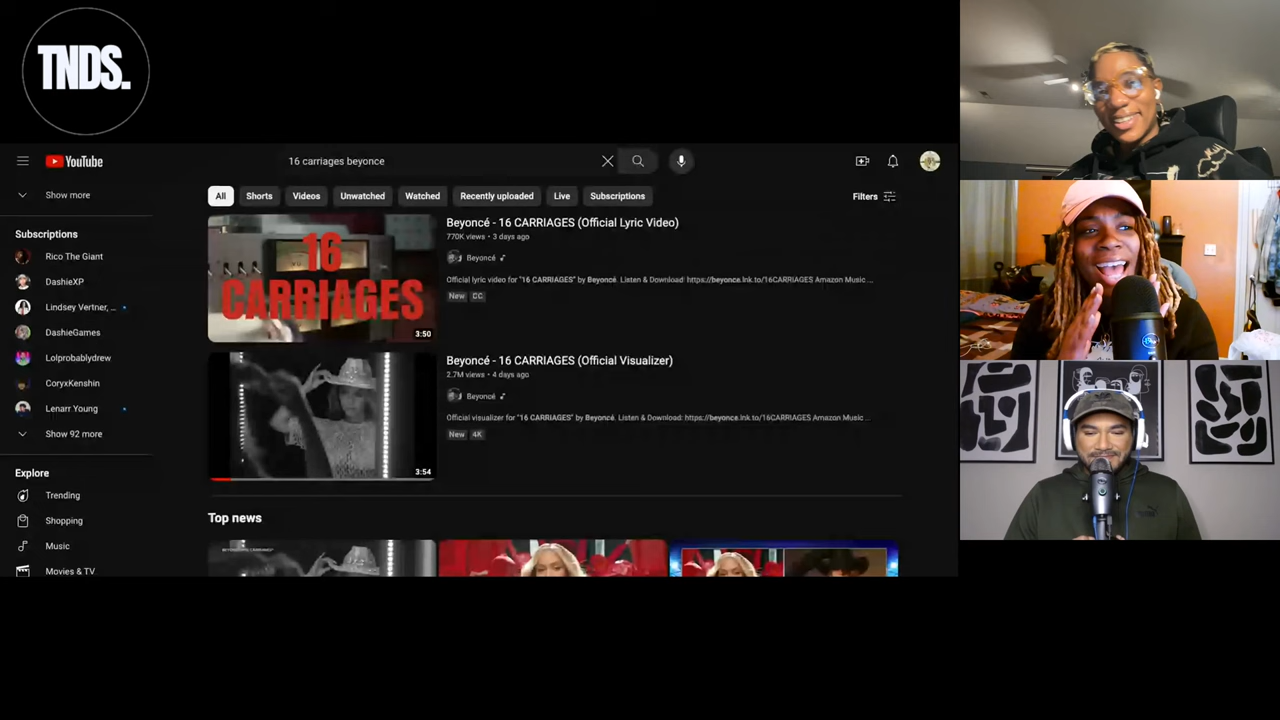 TNDS.
YouTube
16 carriages beyonce
Show more
All
Shorts
Videos
Unwatched
Watched
Recently uploaded
Live
Subscriptions
Filters
Subscriptions
Rico The Giant
DashieXP
Lindsey Vertner, ...
DashieGames
Lolprobablydrew
CoryxKenshin
Lenarr Young
Show 92 more
Explore
Trending
Shopping
Music
Movies & TV
16
CARRIAGES
3:50
Beyoncé - 16 CARRIAGES (Official Lyric Video)
770K views • 3 days ago
Beyoncé
Official lyric video for "16 CARRIAGES" by Beyoncé. Listen & Download: https://beyonce.lnk.to/16CARRIAGES Amazon Music ...
New CC
3:54
Beyoncé - 16 CARRIAGES (Official Visualizer)
2.7M views • 4 days ago
Beyoncé
Official visualizer for "16 CARRIAGES" by Beyoncé. Listen & Download: https://beyonce.lnk.to/16CARRIAGES Amazon Music ...
New 4K
Top news